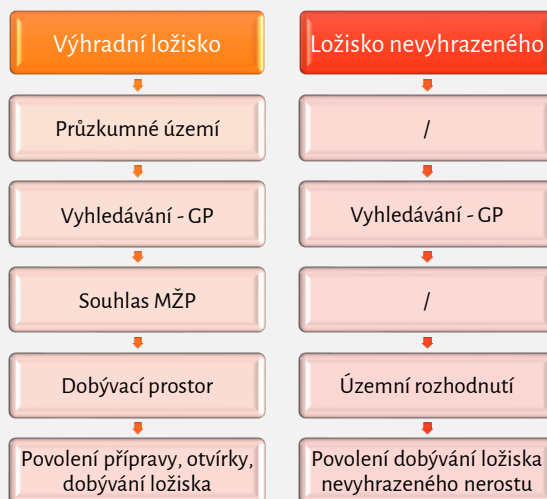 Výhradní ložisko
Průzkumné území
Vyhledávání - GP
Souhlas MŽP
Dobývací prostor
Povolení přípravy, otvírky,
dobývání ložiska
Ložisko nevyhrazeného
/
Vyhledávání - GP
/
Územní rozhodnutí
Povolení dobývání ložiska
nevyhrazeného nerostu